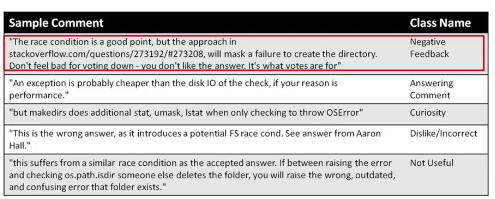 Sample Comment Class Name
"The race condition is a good point, but the approach in Negative
stackoverflow.com/questions/273192/#273208, will mask a failure to create the directory. Feedback
Don't feel bad for voting down - you don't like the answer. It's what votes are for"
"An exception is probably cheaper than the disk IO of the check, if your reason is Answering
performance." Comment
"but makedirs does additional stat, umask, lstat when only checking to throw OSError" Curiosity
"This is the wrong answer, as it introduces a potential FS race cond. See answer from Aaron Dislike/Incorrect
Hall."
"this suffers from a similar race condition as the accepted answer. If between raising the error Not Useful
and checking os.path.isdir someone else deletes the folder, you will raise the wrong, outdated,
and confusing error that folder exists."